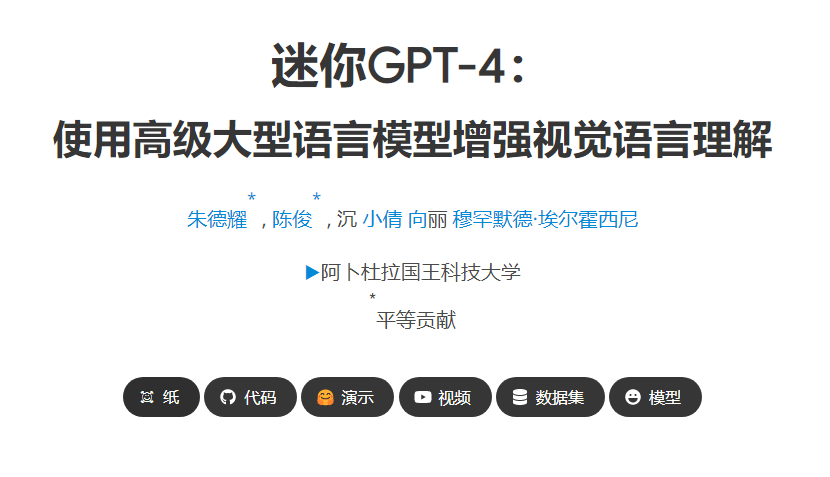 迷你GPT-4：
使用高级大型语言模型增强视觉语言理解
朱德耀*, 陈俊*, 沉 小倩 向丽 穆罕默德·埃尔霍西尼
▶阿卜杜拉国王科技大学
*平等贡献
纸 代码 演示 视频 数据集 模型